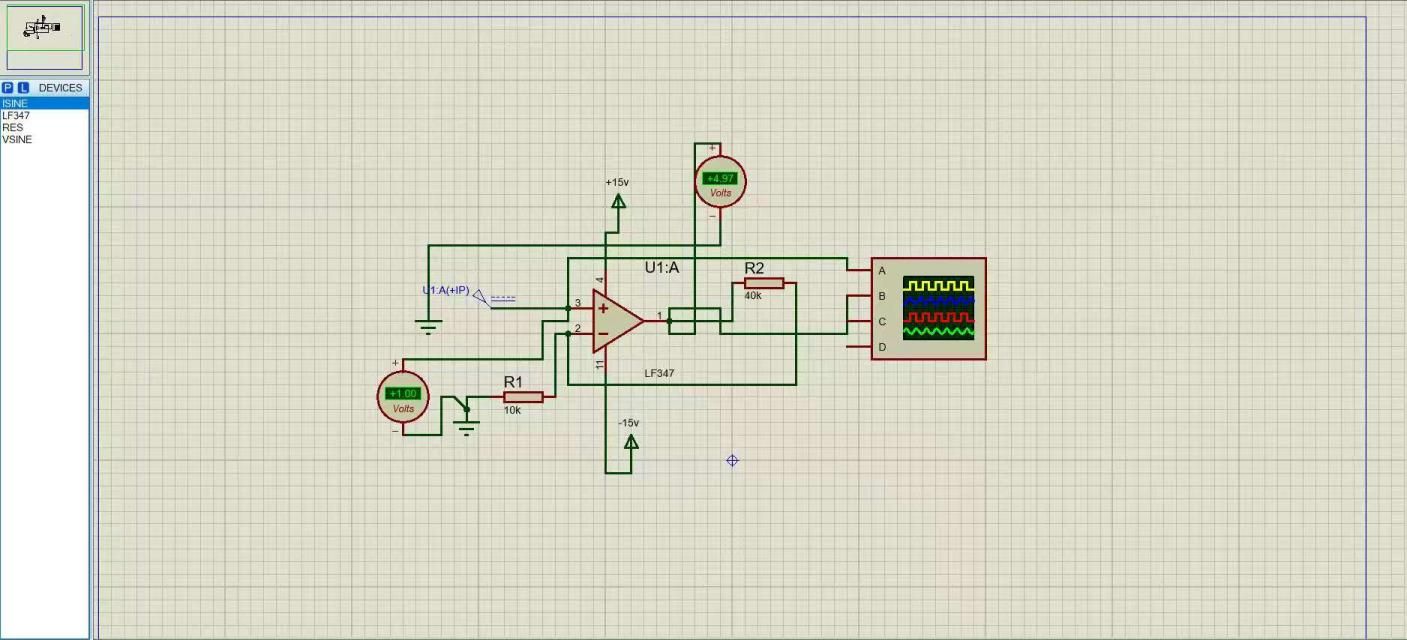 P L DEVICES
ISINE
LF347
RES
VSINE
+
+4.97
Volts
−
+15v
U1:A
R2
40k
U1:A(+IP)
4
3
2
1
11
+
−
A
B
C
D
LF347
+
+1.00
Volts
−
R1
10k
-15v